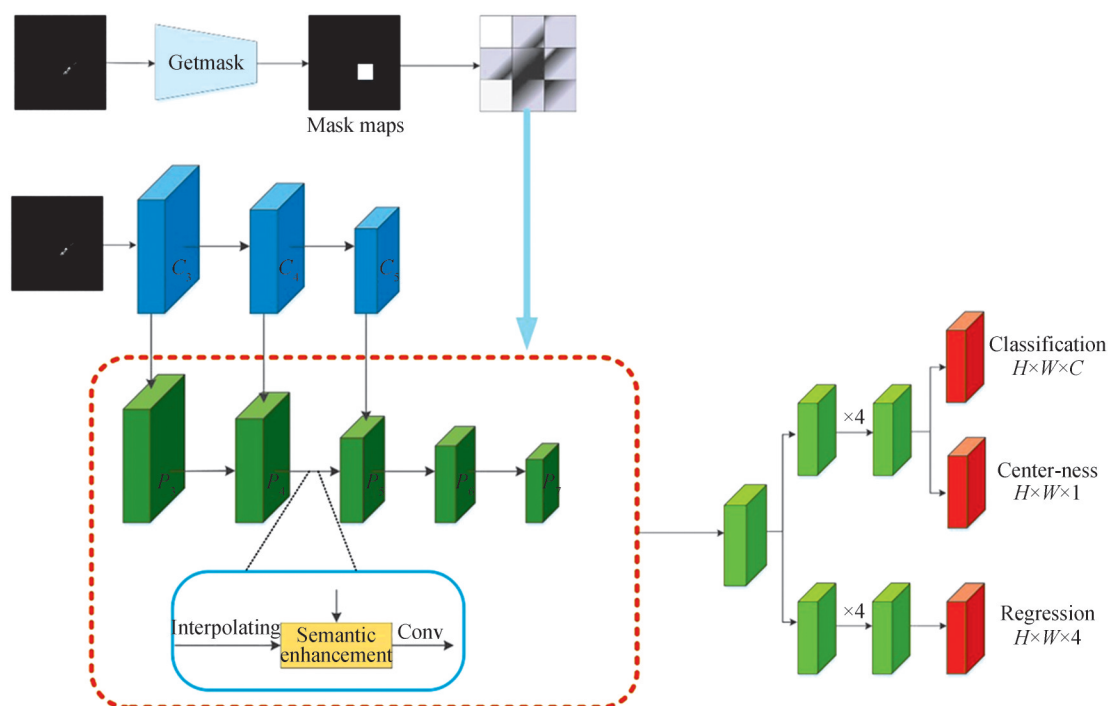 Getmask
Mask maps
C3
C4
C5
P3
P4
P5
P6
P7
Interpolating
Semantic
enhancement
Conv
×4
×4
Classification
H×W×C
Center-ness
H×W×1
Regression
H×W×4